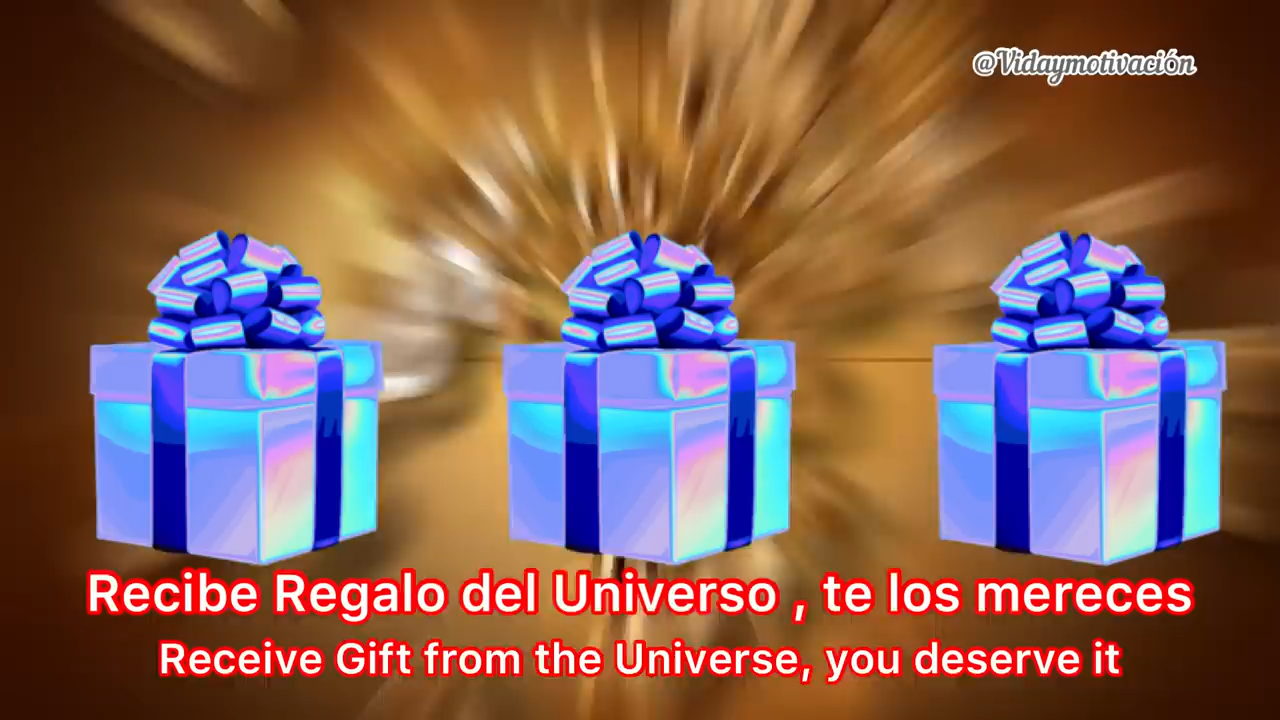 @Vidaymotivación
Recibe Regalo del Universo , te los mereces
Receive Gift from the Universe, you deserve it